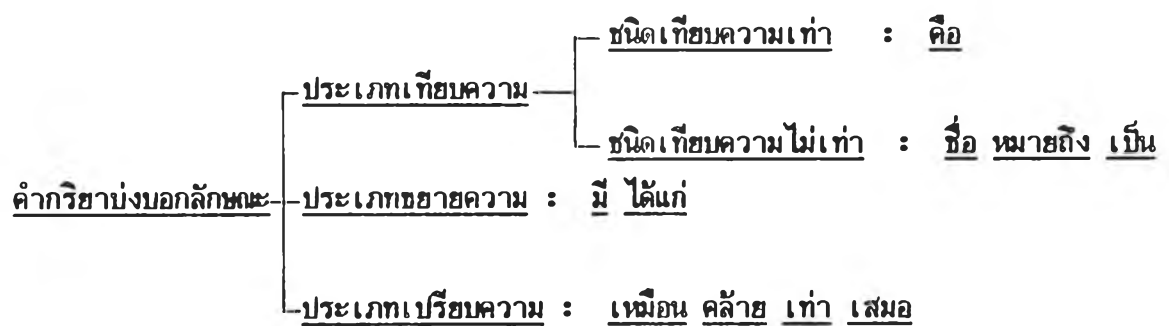 ชนิดเทียบความเท่า : คือ
ประเภทเทียบความ
ชนิดเทียบความไม่เท่า : ชื่อ หมายถึง เป็น
คำกริยาบ่งบอกลักษณะ ประเภทขยายความ : มี ได้แก่
ประเภทเปรียบความ : เหมือน คล้าย เท่า เสมอ